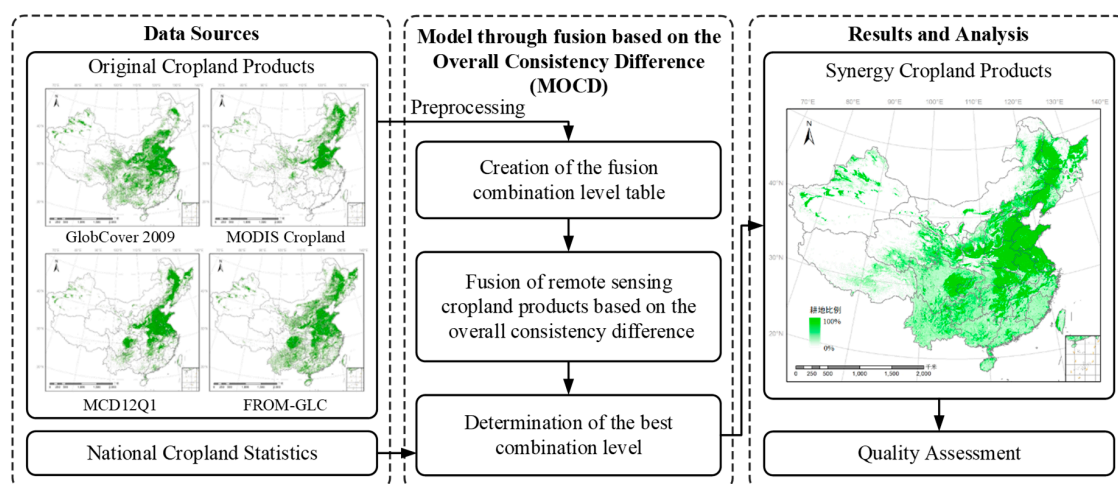 Data Sources
Original Cropland Products
GlobCover 2009
MODIS Cropland
MCD12Q1
FROM-GLC
National Cropland Statistics
Model through fusion based on the
Overall Consistency Difference
(MOCD)
Preprocessing
Creation of the fusion
combination level table
Fusion of remote sensing
cropland products based on the
overall consistency difference
Determination of the best
combination level
Results and Analysis
Synergy Cropland Products
70°E 80°E 90°E 100°E 110°E 120°E 130°E 140°E
N
40°N
30°N
20°N
耕地比例
100%
0%
0 250 500 1,000 1,500 2,000 千米
Quality Assessment